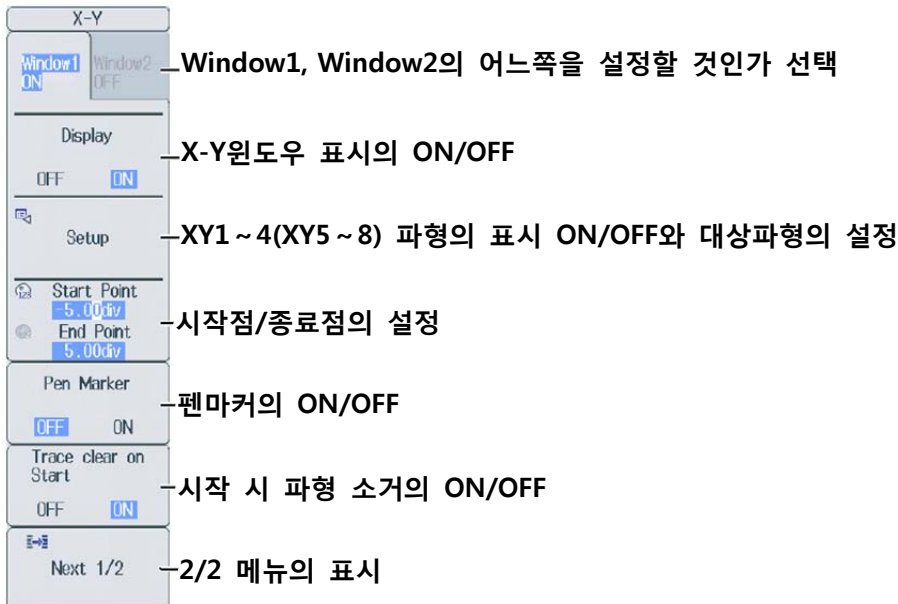 X-Y
Window1 Window2
ON OFF
Window1, Window2의 어느쪽을 설정할 것인가 선택
Display
OFF ON
X-Y윈도우 표시의 ON/OFF
Setup
XY1~4(XY5~8) 파형의 표시 ON/OFF와 대상파형의 설정
Start Point
-5.00div
End Point
5.00div
시작점/종료점의 설정
Pen Marker
OFF ON
펜마커의 ON/OFF
Trace clear on
Start
OFF ON
시작 시 파형 소거의 ON/OFF
Next 1/2
2/2 메뉴의 표시